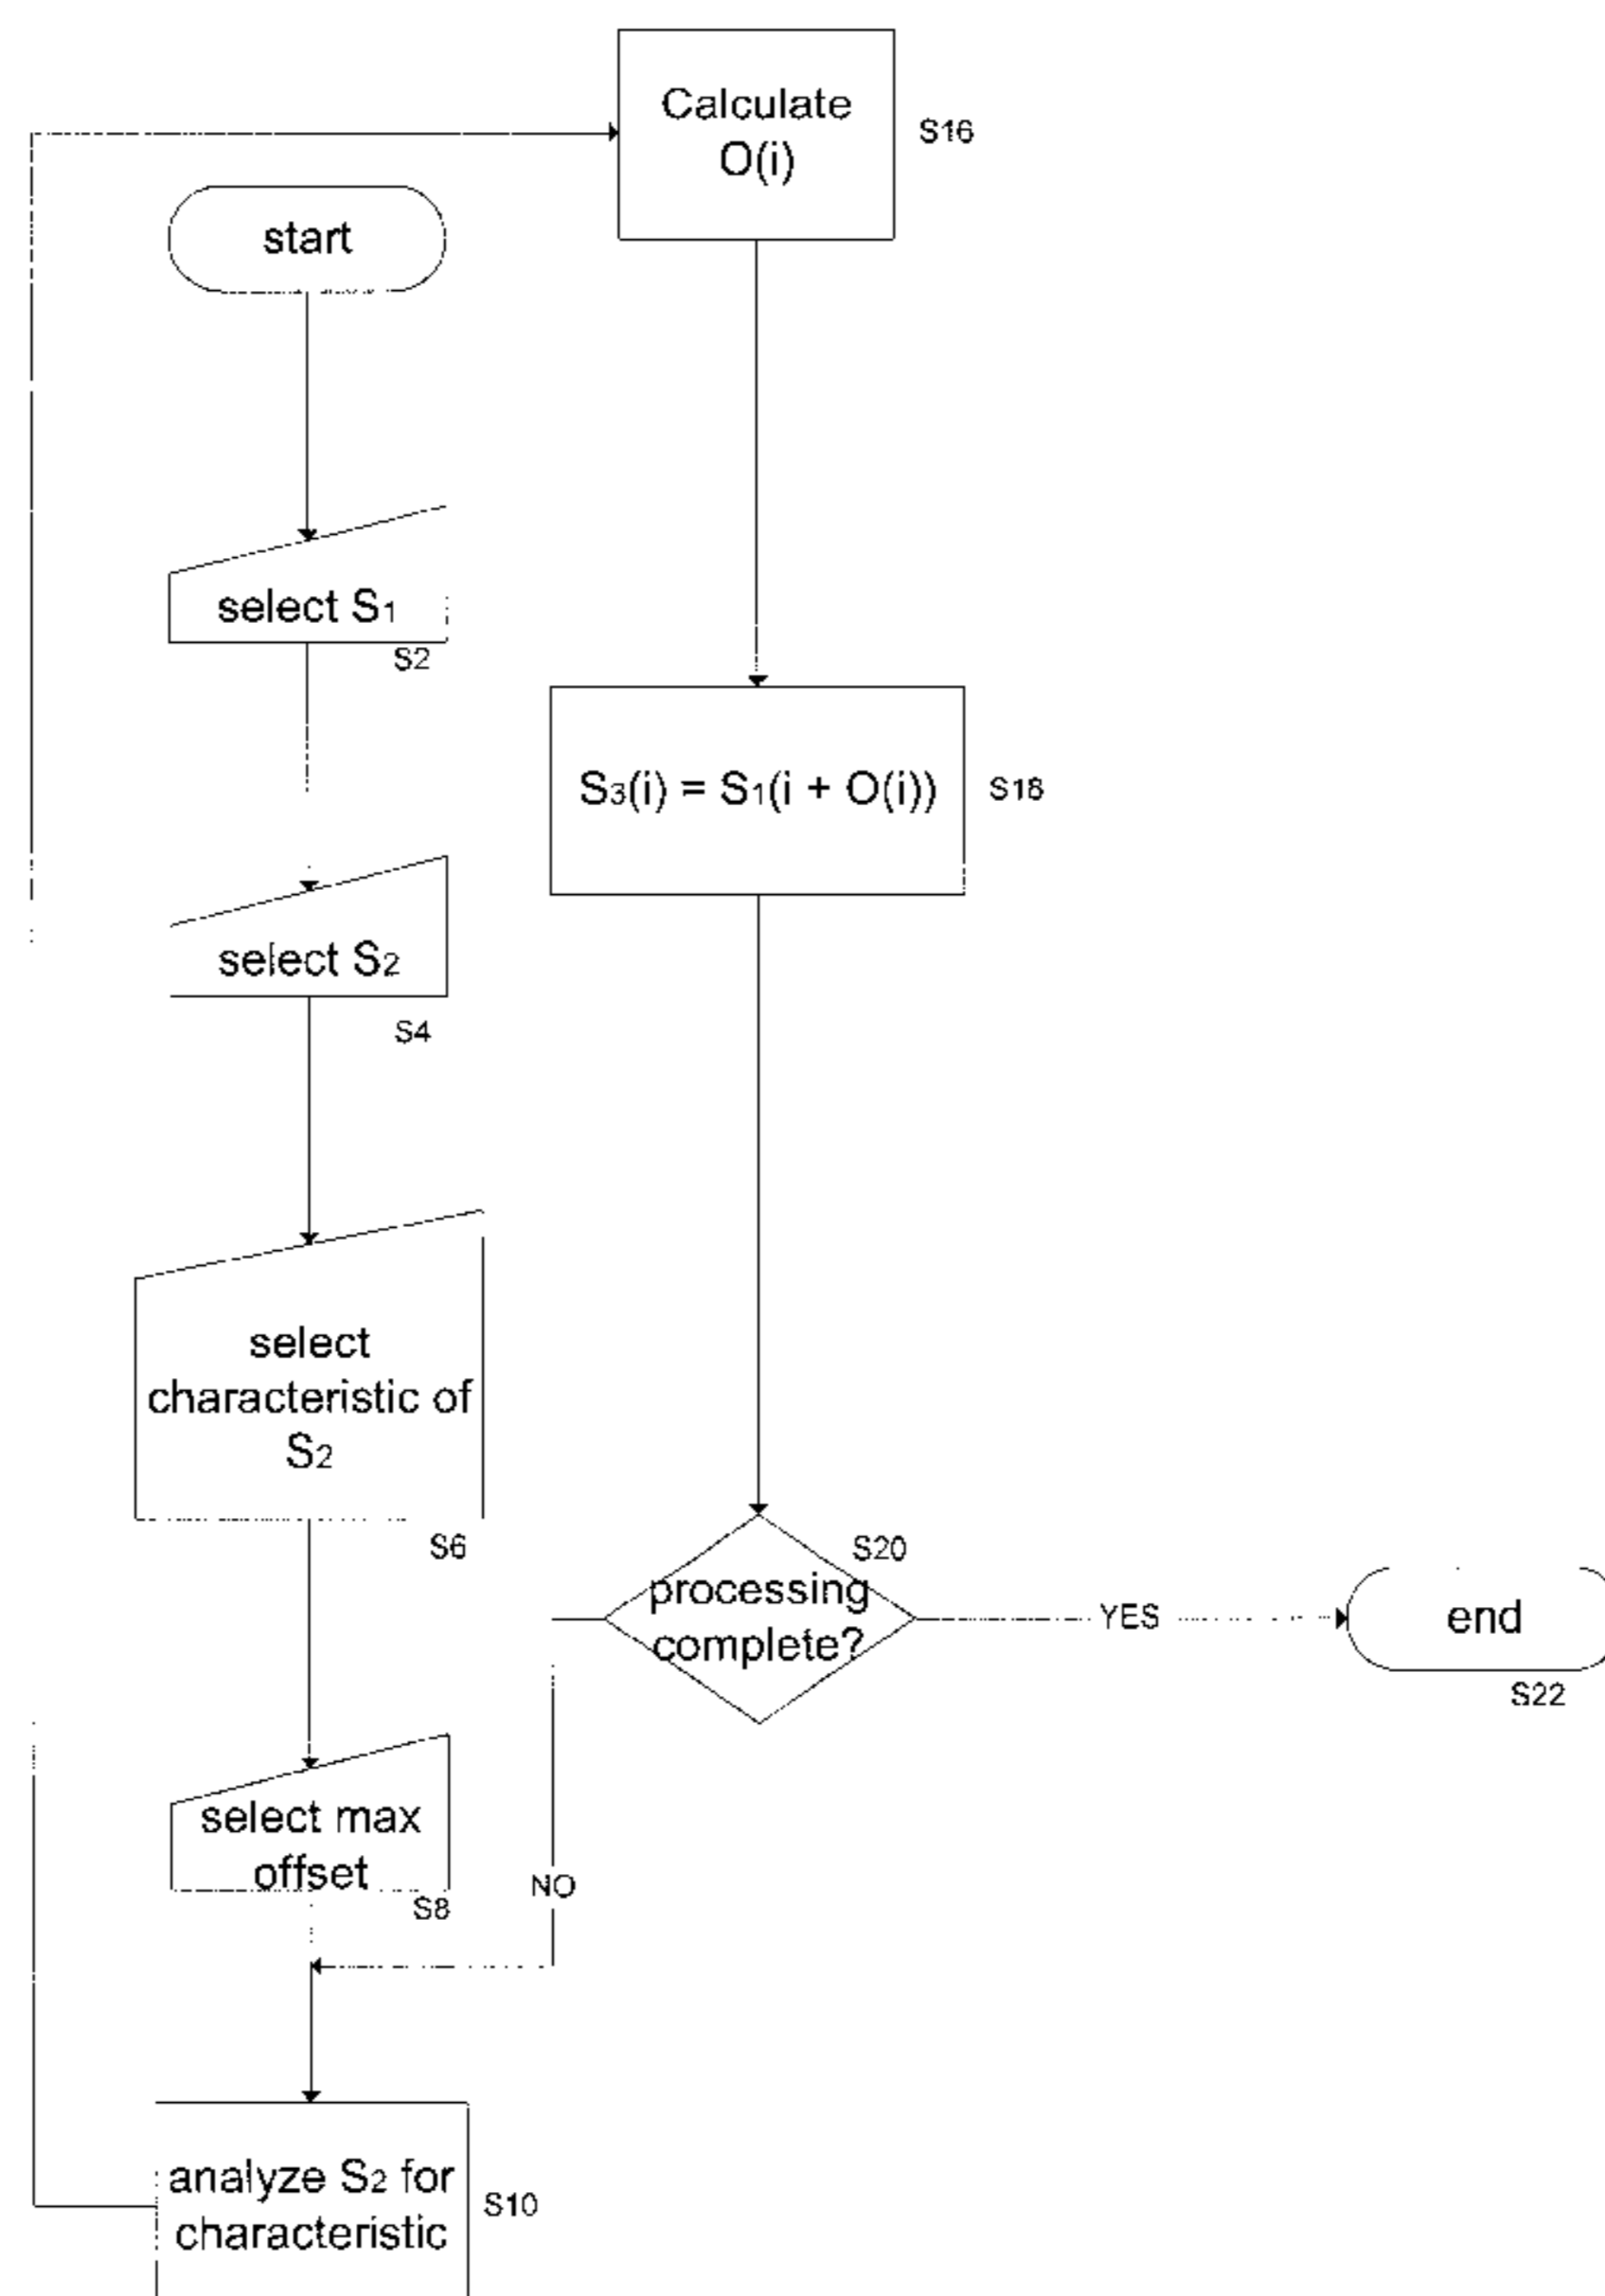 Calculate
O(i)
S16
start
select S₁
S2
S₃(i) = S₁(i + O(i))
S18
select S₂
S4
select
characteristic of
S₂
S6
S20
processing
complete?
YES
end
S22
select max
offset
S8
NO
analyze S₂ for
characteristic
S10